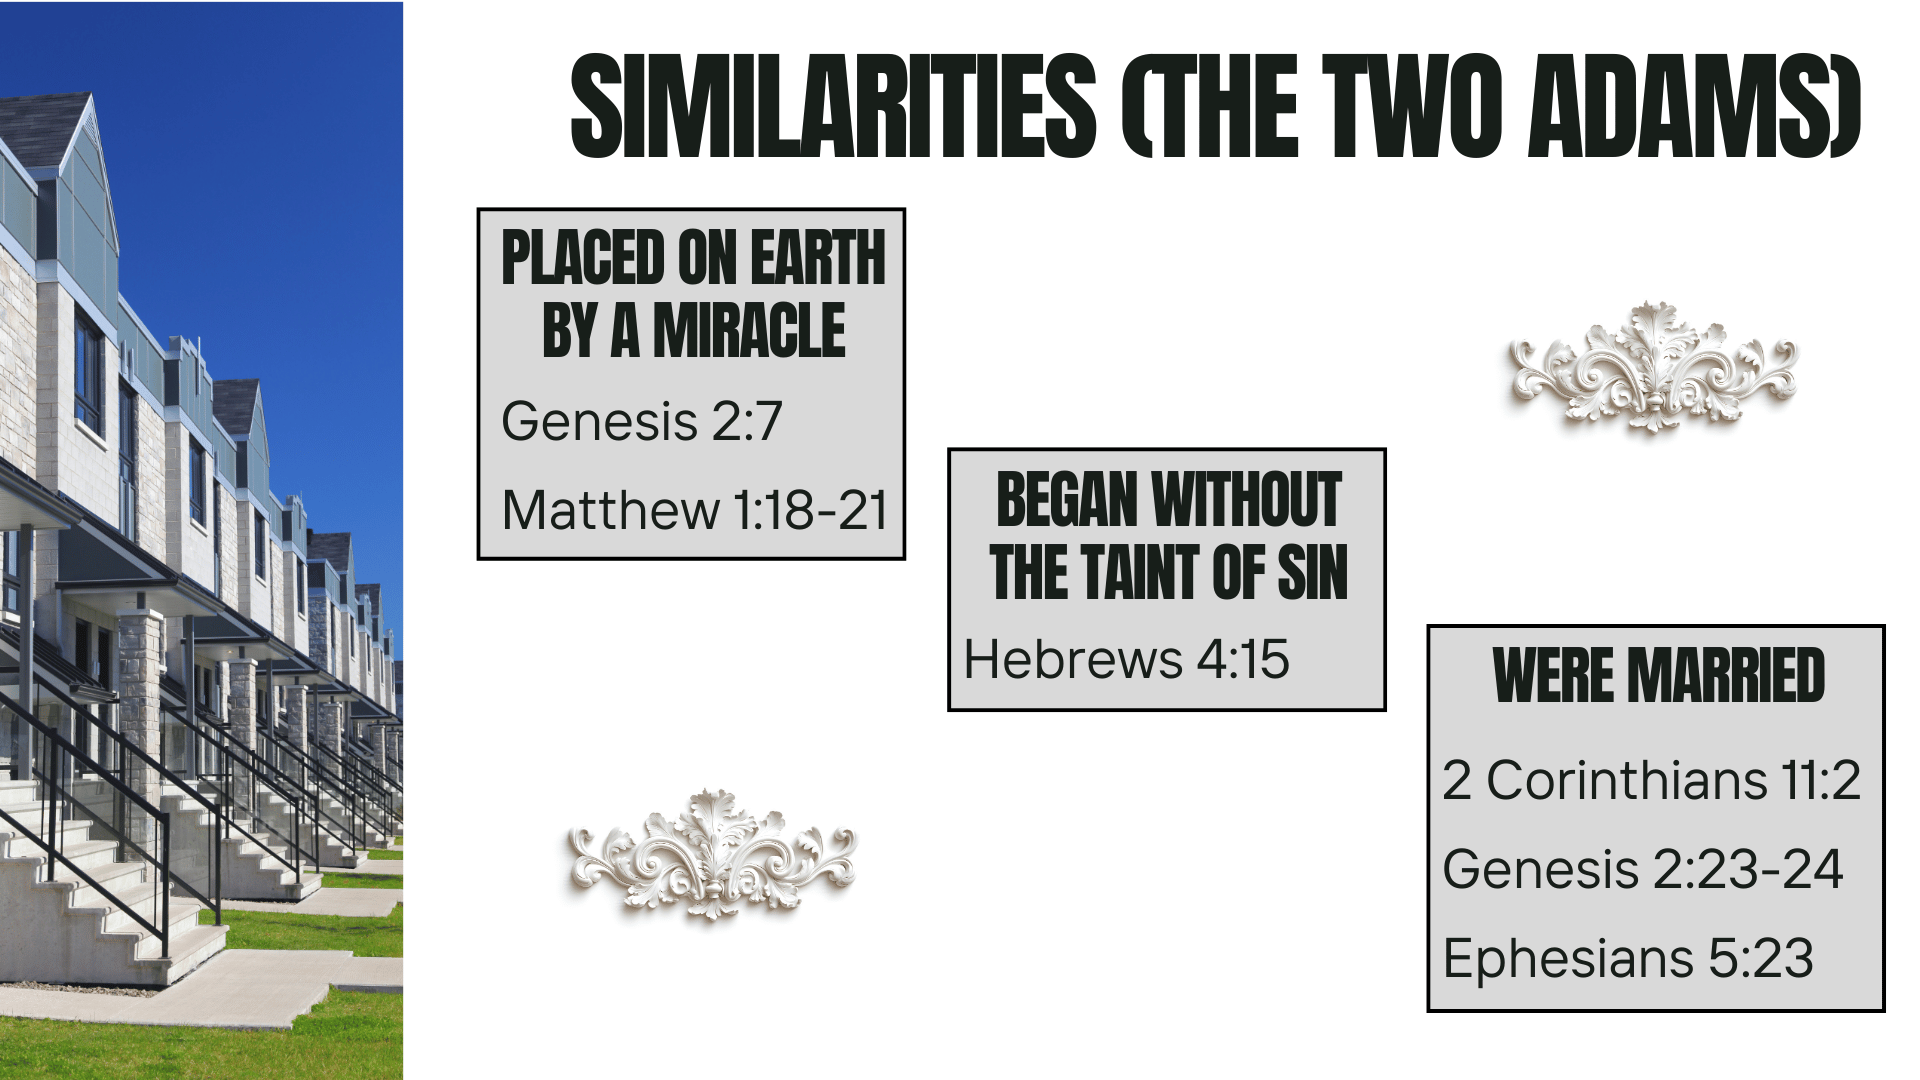 SIMILARITIES (THE TWO ADAMS)
PLACED ON EARTH
BY A MIRACLE
Genesis 2:7
Matthew 1:18-21
BEGAN WITHOUT
THE TAINT OF SIN
Hebrews 4:15
WERE MARRIED
2 Corinthians 11:2
Genesis 2:23-24
Ephesians 5:23